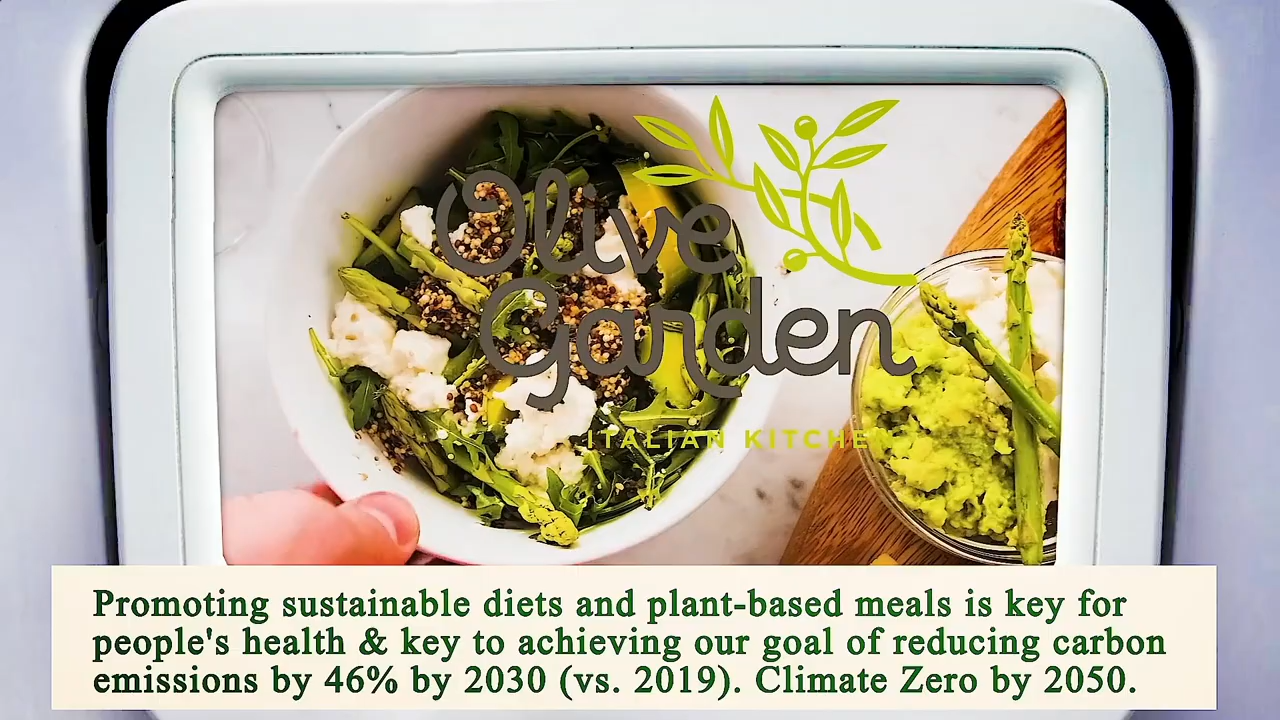 Olive
Garden
ITALIAN KITCHEN
Promoting sustainable diets and plant-based meals is key for
people's health & key to achieving our goal of reducing carbon
emissions by 46% by 2030 (vs. 2019). Climate Zero by 2050.